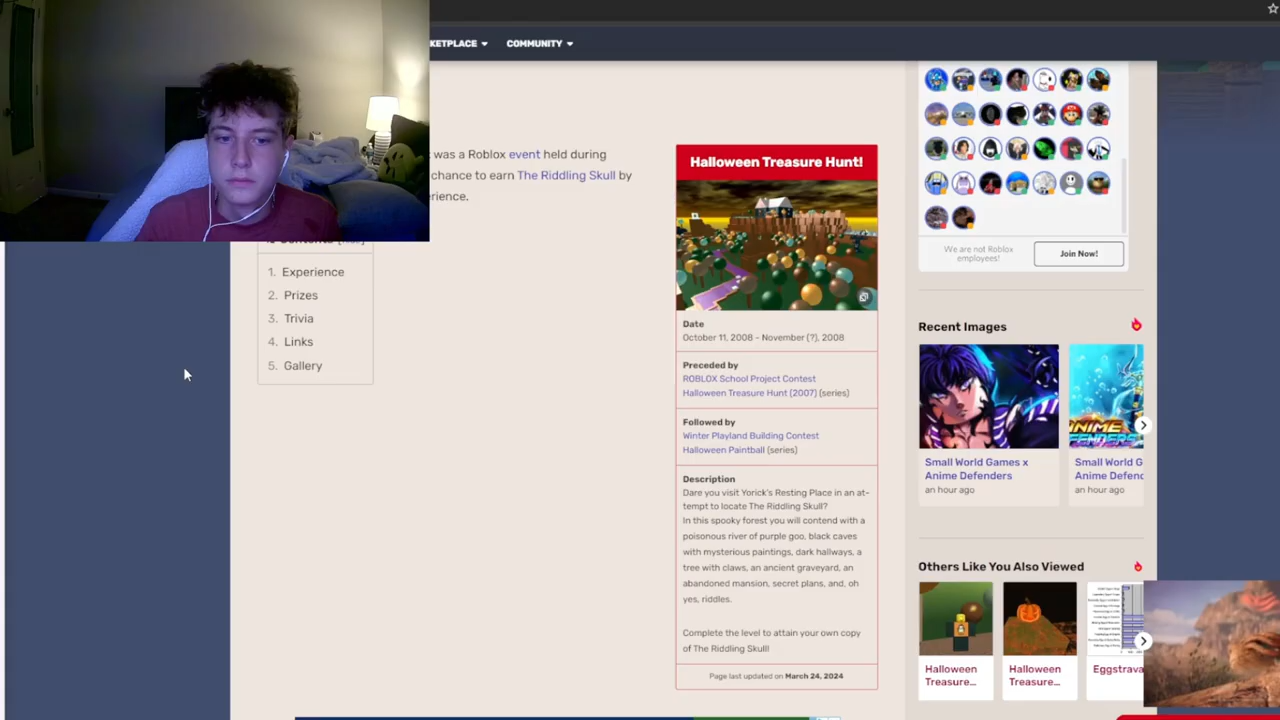 KETPLACE
COMMUNITY
was a Roblox event held during
chance to earn The Riddling Skull by
erience.
1. Experience
2. Prizes
3. Trivia
4. Links
5. Gallery
Halloween Treasure Hunt!
Date
October 11, 2008 - November (?), 2008
Preceded by
ROBLOX School Project Contest
Halloween Treasure Hunt (2007) (series)
Followed by
Winter Playland Building Contest
Halloween Paintball (series)
Description
Dare you visit Yorick's Resting Place in an at-
tempt to locate The Riddling Skull?
In this spooky forest you will contend with a
poisonous river of purple goo, black caves
with mysterious paintings, dark hallways, a
tree with claws, an ancient graveyard, an
abandoned mansion, secret plans, and, oh
yes, riddles.
Complete the level to attain your own copy
of The Riddling Skull!
Page last updated on March 24, 2024
We are not Roblox
employees!
Join Now!
Recent Images
ANIME
FENDERS
Small World Games x
Anime Defenders
an hour ago
Small World G
Anime Defend
an hour ago
Others Like You Also Viewed
Halloween
Treasure...
Halloween
Treasure...
Eggstrava